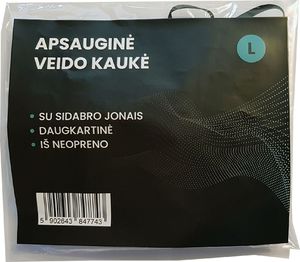 APSAUGINĖ
VEIDO KAUKĖ
L
SU SIDABRO JONAIS
DAUGKARTINĖ
IŠ NEOPRENO
5 902643 847743